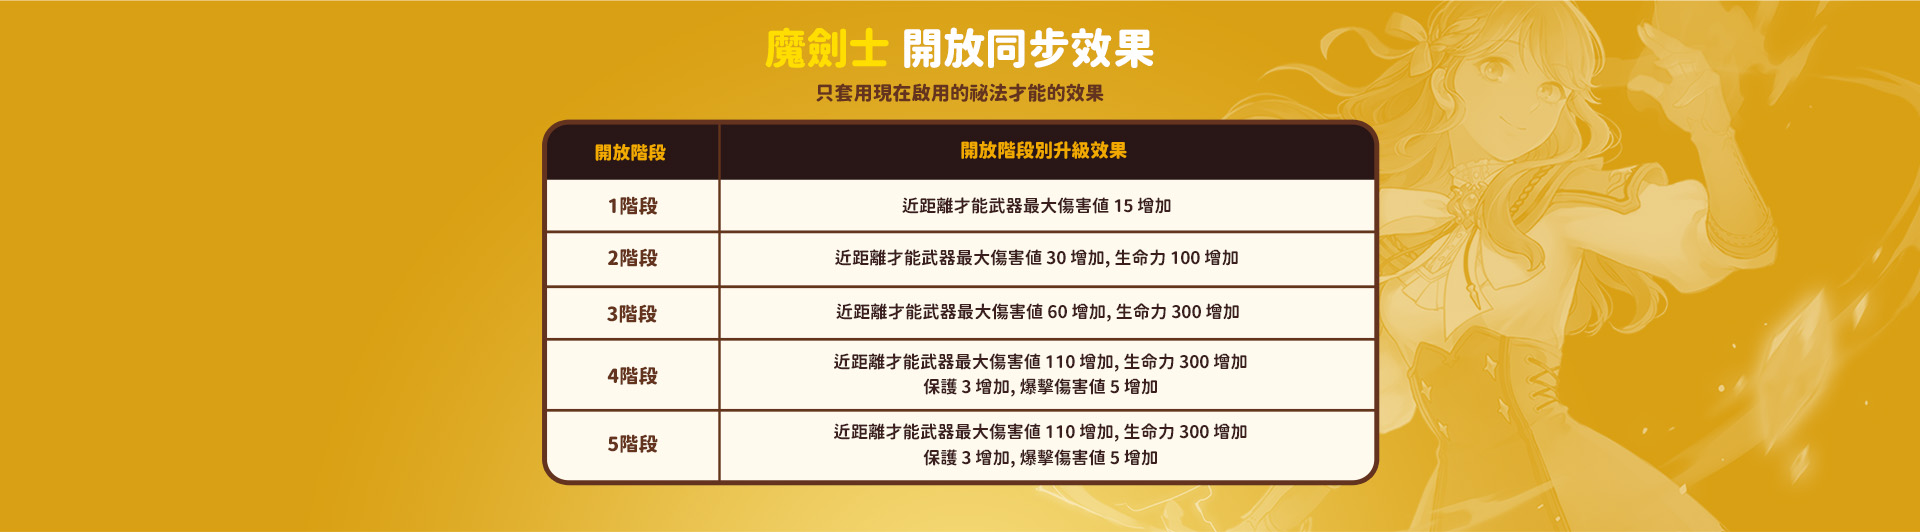 魔劍士 開放同步效果
只套用現在啟用的祕法才能的效果
開放階段
開放階段別升級效果
1階段
近距離才能武器最大傷害値 15 增加
2階段
近距離才能武器最大傷害値 30 增加, 生命力 100 增加
3階段
近距離才能武器最大傷害値 60 增加, 生命力 300 增加
4階段
近距離才能武器最大傷害値 110 增加, 生命力 300 增加
保護 3 增加, 爆擊傷害値 5 增加
5階段
近距離才能武器最大傷害値 110 增加, 生命力 300 增加
保護 3 增加, 爆擊傷害値 5 增加